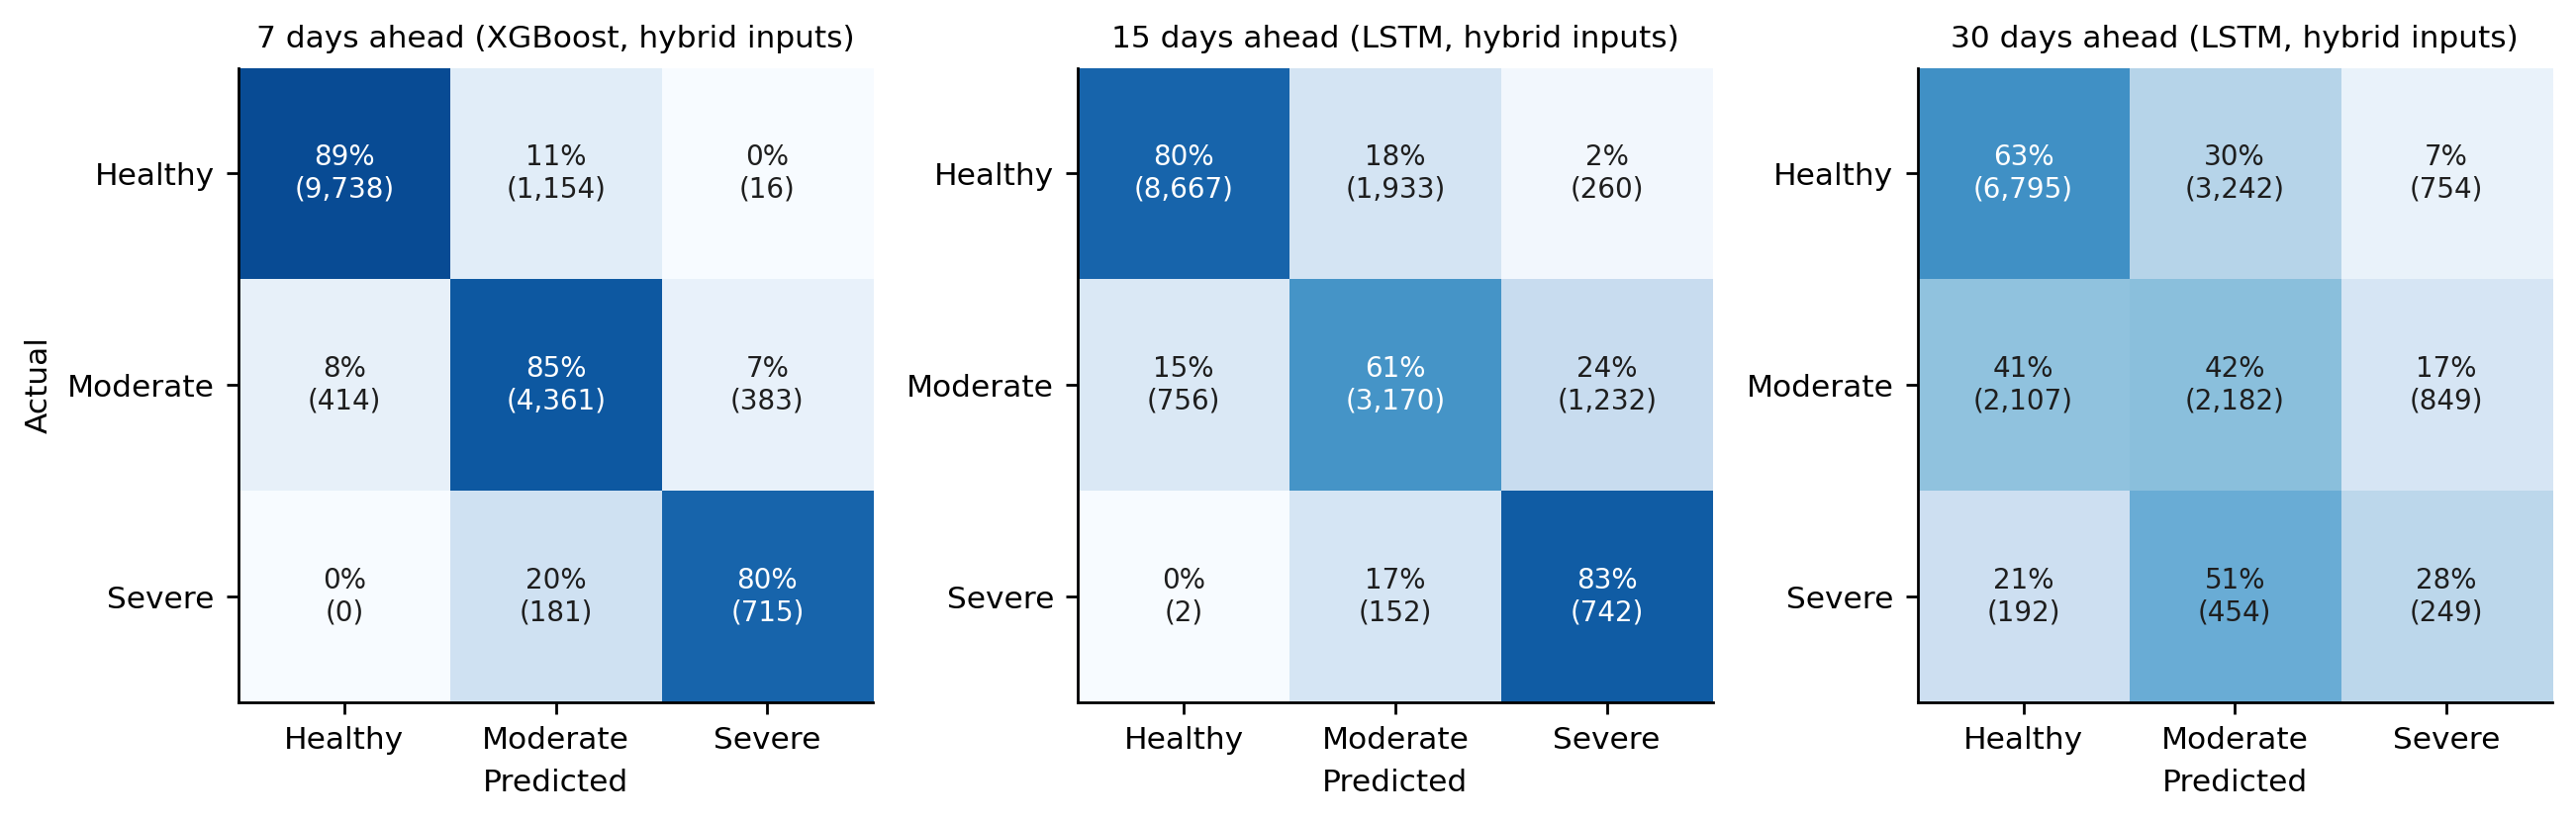 7 days ahead (XGBoost, hybrid inputs)
Actual
Healthy
89%
(9,738)
11%
(1,154)
0%
(16)
Moderate
8%
(414)
85%
(4,361)
7%
(383)
Severe
0%
(0)
20%
(181)
80%
(715)
Healthy
Moderate
Severe
Predicted
15 days ahead (LSTM, hybrid inputs)
Healthy
80%
(8,667)
18%
(1,933)
2%
(260)
Moderate
15%
(756)
61%
(3,170)
24%
(1,232)
Severe
0%
(2)
17%
(152)
83%
(742)
Healthy
Moderate
Severe
Predicted
30 days ahead (LSTM, hybrid inputs)
Healthy
63%
(6,795)
30%
(3,242)
7%
(754)
Moderate
41%
(2,107)
42%
(2,182)
17%
(849)
Severe
21%
(192)
51%
(454)
28%
(249)
Healthy
Moderate
Severe
Predicted